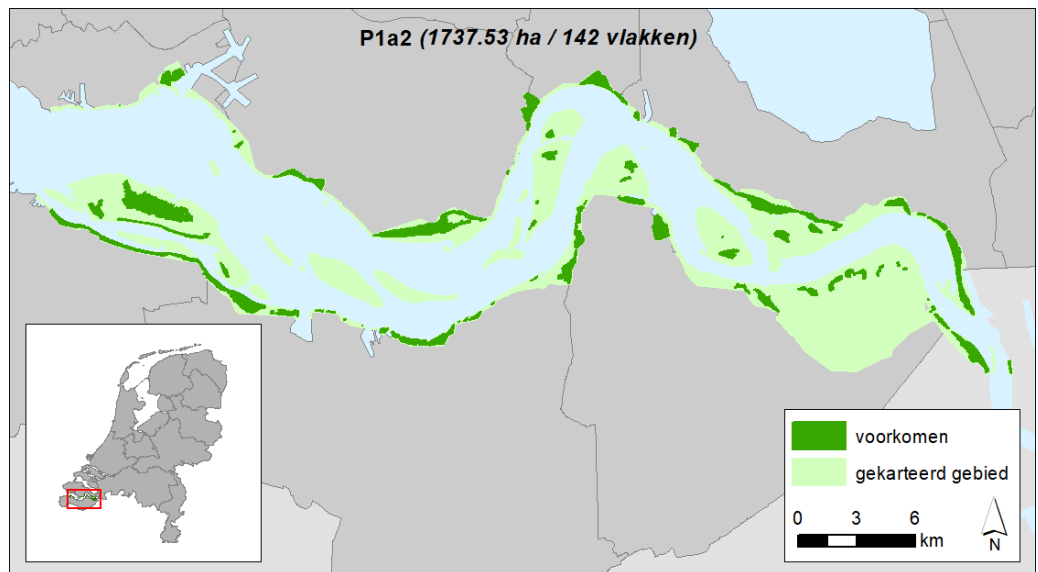 P1a2 (1737.53 ha / 142 vlakken)
voorkomen
gekarteerd gebied
0 3 6
km
N